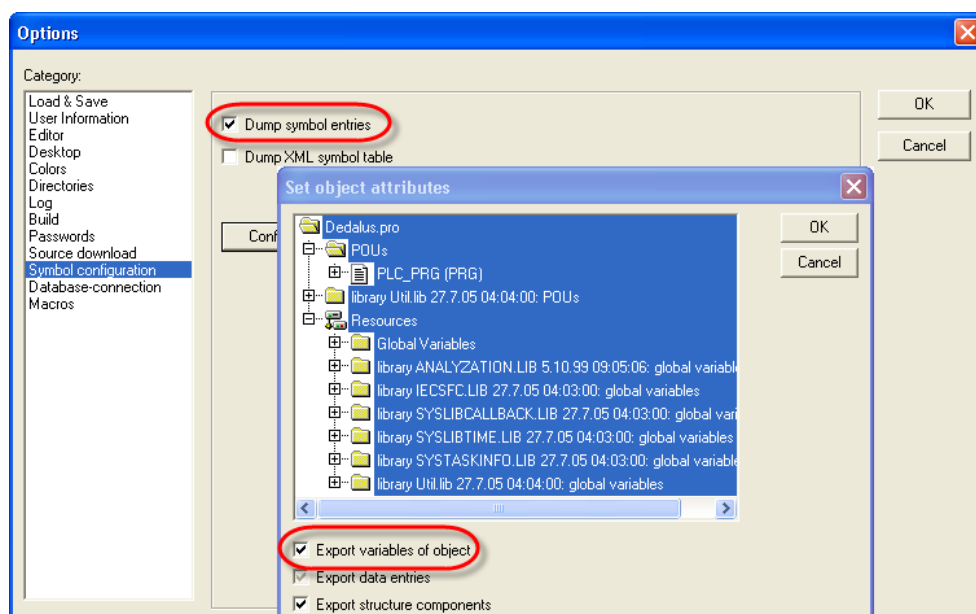 Options
Category:
Load & Save
User Information
Editor
Desktop
Colors
Directories
Log
Build
Passwords
Source download
Symbol configuration
Database-connection
Macros
Dump symbol entries
Dump XML symbol table
Conf
OK
Cancel
Set object attributes
Dedalus.pro
POUs
PLC_PRG (PRG)
library Util.lib 27.7.05 04:04:00: POUs
Resources
Global Variables
library ANALYZATION.LIB 5.10.99 09:05:06: global variabl
library IECSFC.LIB 27.7.05 04:03:00: global variables
library SYSLIBCALLBACK.LIB 27.7.05 04:03:00: global vari
library SYSLIBTIME.LIB 27.7.05 04:03:00: global variables
library SYSTASKINFO.LIB 27.7.05 04:03:00: global variable
library Util.lib 27.7.05 04:04:00: global variables
OK
Cancel
Export variables of object
Export data entries
Export structure components